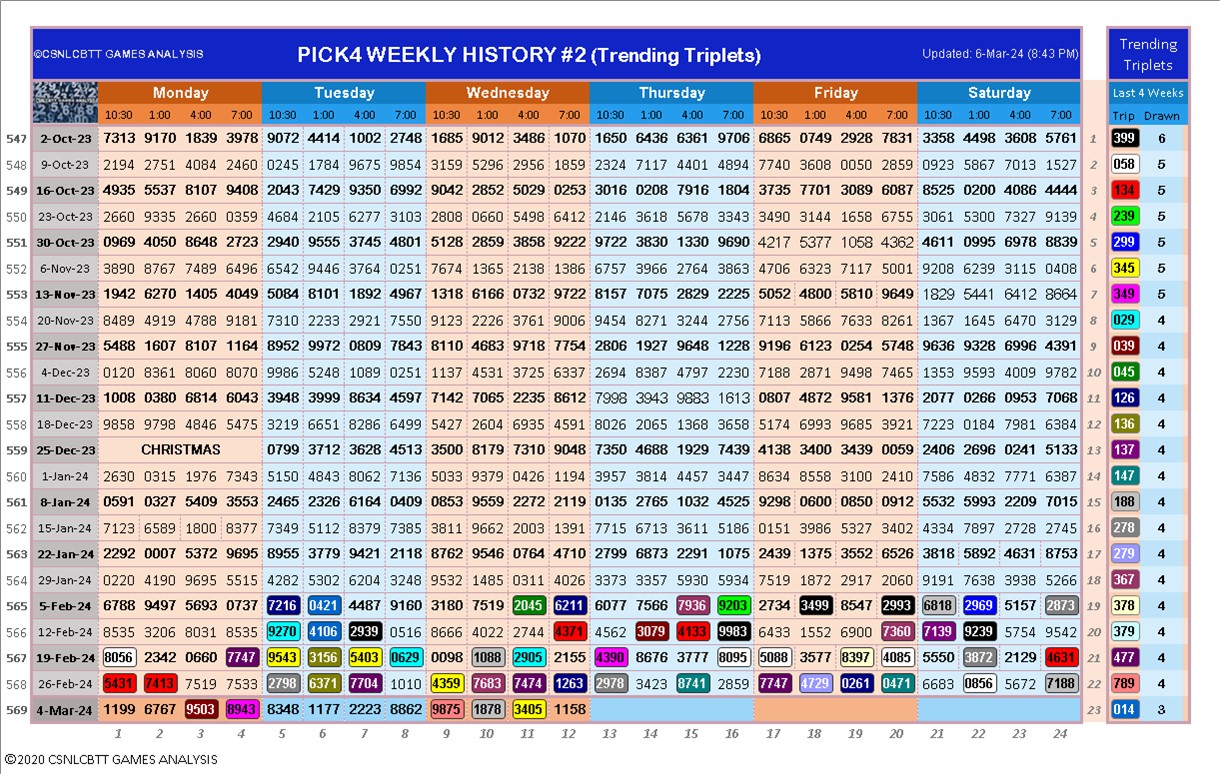 ©CSNLCBTT GAMES ANALYSIS PICK4 WEEKLY HISTORY #2 (Trending Triplets) Updated: 6-Mar-24 (8:43 PM) Trending
Triplets
Monday Tuesday Wednesday Thursday Friday Saturday Last 4 Weeks
10:30 1:00 4:00 7:00 10:30 1:00 4:00 7:00 10:30 1:00 4:00 7:00 10:30 1:00 4:00 7:00 10:30 1:00 4:00 7:00 10:30 1:00 4:00 7:00 Trip Drawn
547 2-Oct-23 7313 9170 1839 3978 9072 4414 1002 2748 1685 9012 3486 1070 1650 6436 6361 9706 6865 0749 2928 7831 3358 4498 3608 5761 1 399 6
548 9-Oct-23 2194 2751 4084 2460 0245 1784 9675 9854 3159 5296 2956 1859 2324 7117 4401 4894 7740 3608 0050 2859 0923 5867 7013 1527 2 058 5
549 16-Oct-23 4935 5537 8107 9408 2043 7429 9350 6992 9042 2852 5029 0253 3016 0208 7916 1804 3735 7701 3089 6087 8525 0200 4086 4444 3 134 5
550 23-Oct-23 2660 9335 2660 0359 4684 2105 6277 3103 2808 0660 5498 6412 2146 3618 5678 3343 3490 3144 1658 6755 3061 5300 7327 9139 4 239 5
551 30-Oct-23 0969 4050 8648 2723 2940 9555 3745 4801 5128 2859 3858 9222 9722 3830 1330 9690 4217 5377 1058 4362 4611 0995 6978 8839 5 299 5
552 6-Nov-23 3890 8767 7489 6496 6542 9446 3764 0251 7674 1365 2138 1386 6757 3966 2764 3863 4706 6323 7117 5001 9208 6239 3115 0408 6 345 5
553 13-Nov-23 1942 6270 1405 4049 5084 8101 1892 4967 1318 6166 0732 9722 8157 7075 2829 2225 5052 4800 5810 9649 1829 5441 6412 8664 7 349 5
554 20-Nov-23 8489 4919 4788 9181 7310 2233 2921 7550 9123 2226 3761 9006 9454 8271 3244 2756 7113 5866 7633 8261 1367 1645 6470 3129 8 029 4
555 27-Nov-23 5488 1607 8107 1164 8952 9972 0809 7843 8110 4683 9718 7754 2806 1927 9648 1228 9196 6123 0254 5748 9636 9328 6996 4391 9 039 4
556 4-Dec-23 0120 8361 8060 8070 9986 5248 1089 0251 1137 4531 3725 6337 2694 8387 4797 2230 7188 2871 9498 7465 1353 9593 4009 9782 10 045 4
557 11-Dec-23 1008 0380 6814 6043 3948 3999 8634 4597 7142 7065 2235 8612 7998 3943 9883 1613 0807 4872 9581 1376 2077 0266 0953 7068 11 126 4
558 18-Dec-23 9858 9798 4846 5475 3219 6651 8286 6499 5427 2604 6935 4591 8026 2065 1368 3658 5174 6993 9685 3921 7223 0184 7981 6384 12 136 4
559 25-Dec-23 CHRISTMAS 0799 3712 3628 4513 3500 8179 7310 9048 7350 4688 1929 7439 4138 3400 3439 0059 2406 2696 0241 5133 13 137 4
560 1-Jan-24 2630 0315 1976 7343 5150 4843 8062 7136 5033 9379 0426 1194 3957 3814 4457 3447 8634 8558 3100 2410 7586 4832 7771 6387 14 147 4
561 8-Jan-24 0591 0327 5409 3553 2465 2326 6164 0409 0853 9559 2272 2119 0135 2765 1032 4525 9298 0600 0850 0912 5532 5993 2209 7015 15 188 4
562 15-Jan-24 7123 6589 1800 8377 7349 5112 8379 7385 3811 9662 2003 1391 7715 6713 3611 5186 0151 3986 5327 3402 4334 7897 2728 2745 16 278 4
563 22-Jan-24 2292 0007 5372 9695 8955 3779 9421 2118 8762 9546 0764 4710 2799 6873 2291 1075 2439 1375 3552 6526 3818 5892 4631 8753 17 279 4
564 29-Jan-24 0220 4190 9695 5515 4282 5302 6204 3248 9532 1485 0311 4026 3373 3357 5930 5934 7519 1872 2917 2060 9191 7638 3938 5266 18 367 4
565 5-Feb-24 6788 9497 5693 0737 7216 0421 4487 9160 3180 7519 2045 6211 6077 7566 7936 9203 2734 3499 8547 2993 6818 2969 5157 2873 19 378 4
566 12-Feb-24 8535 3206 8031 8535 9270 4106 2939 0516 8666 4022 2744 4371 4562 3079 4133 9983 6433 1552 6900 7360 7139 9239 5754 9542 20 379 4
567 19-Feb-24 8056 2342 0660 7747 9543 3156 5403 0629 0098 1088 2905 2155 4390 8676 3777 8095 5088 3577 8397 4085 5550 3872 2129 4631 21 477 4
568 26-Feb-24 5431 7413 7519 7533 2798 6371 7704 1010 4359 7683 7474 1263 2978 3423 8741 2859 7747 4729 0261 0471 6683 0856 5672 7188 22 789 4
569 4-Mar-24 1199 6767 9503 8943 8348 1177 2223 8862 9875 1878 3405 1158 23 014 3
1 2 3 4 5 6 7 8 9 10 11 12 13 14 15 16 17 18 19 20 21 22 23 24
©2020 CSNLCBTT GAMES ANALYSIS